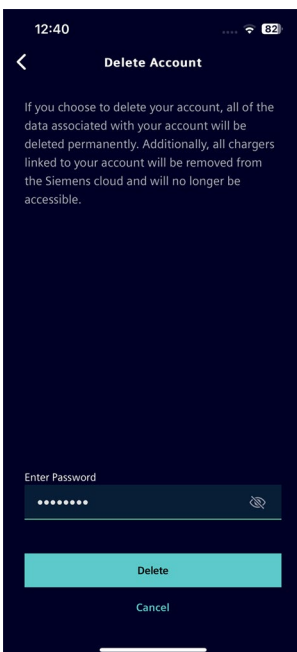 12:40
82
Delete Account
If you choose to delete your account, all of the
data associated with your account will be
deleted permanently. Additionally, all chargers
linked to your account will be removed from
the Siemens cloud and will no longer be
accessible.
Enter Password
••••••••
Delete
Cancel